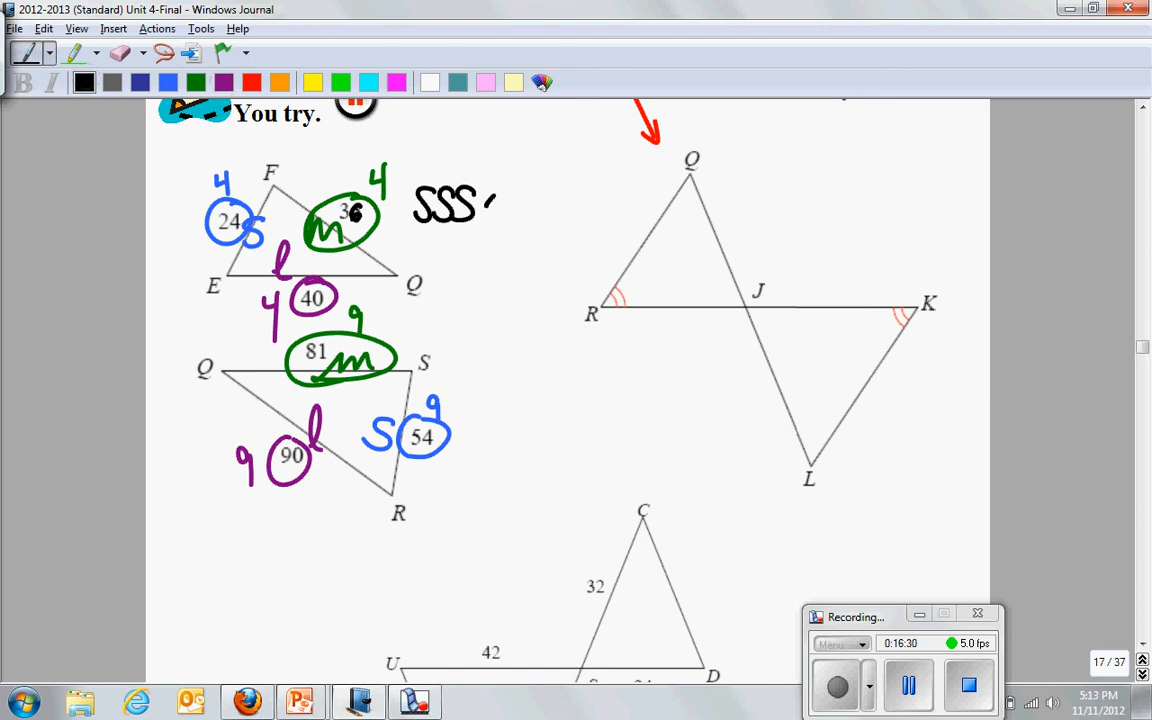 2012-2013 (Standard) Unit 4-Final - Windows Journal
File Edit View Insert Actions Tools Help
B I
You try.
F
4
24 S
4
36 m
SSS
E
l
Q
4 40
9
81 m
Q
S
l
S 54
9
9 90
R
Q
R
J
K
L
C
32
U
42
D
Recording...
Menu
0:16:30
5.0 fps
17 / 37
5:13 PM
11/11/2012